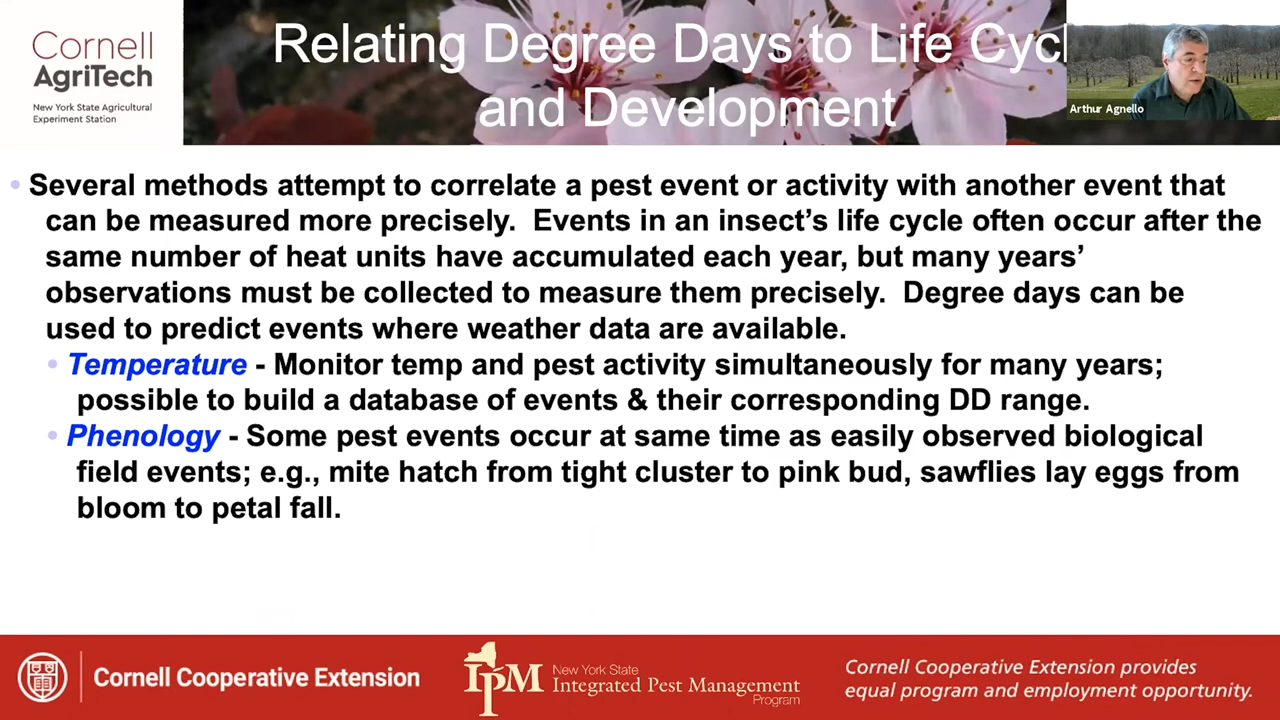 Cornell
AgriTech
New York State Agricultural
Experiment Station
Relating Degree Days to Life Cycl
and Development
Arthur Agnello
• Several methods attempt to correlate a pest event or activity with another event that
can be measured more precisely.  Events in an insect's life cycle often occur after the
same number of heat units have accumulated each year, but many years'
observations must be collected to measure them precisely.  Degree days can be
used to predict events where weather data are available.
• Temperature - Monitor temp and pest activity simultaneously for many years;
possible to build a database of events & their corresponding DD range.
• Phenology - Some pest events occur at same time as easily observed biological
field events; e.g., mite hatch from tight cluster to pink bud, sawflies lay eggs from
bloom to petal fall.
Cornell Cooperative Extension
IPM
New York State
Integrated Pest Management
Program
Cornell Cooperative Extension provides
equal program and employment opportunity.